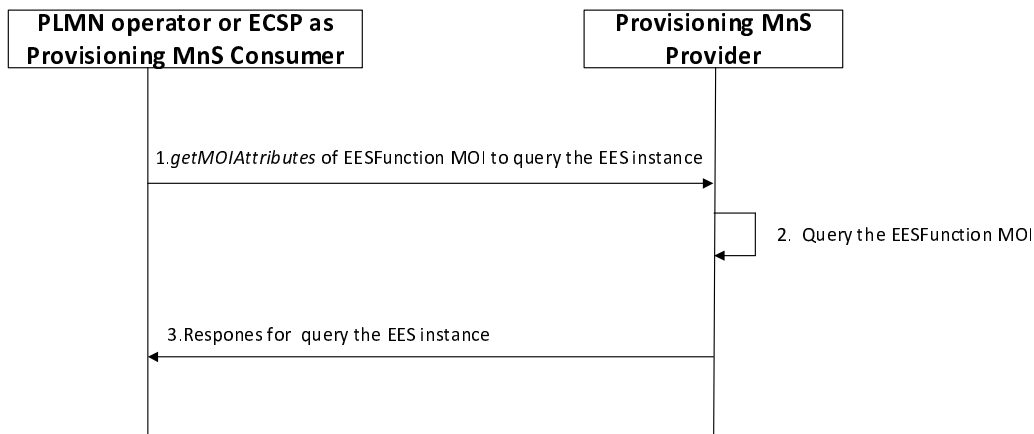 PLMN operator or ECSP as
Provisioning MnS Consumer
Provisioning MnS
Provider
1.getMOIAttributes of EESFunction MOI to query the EES instance
2. Query the EESFunction MOI
3.Respones for query the EES instance